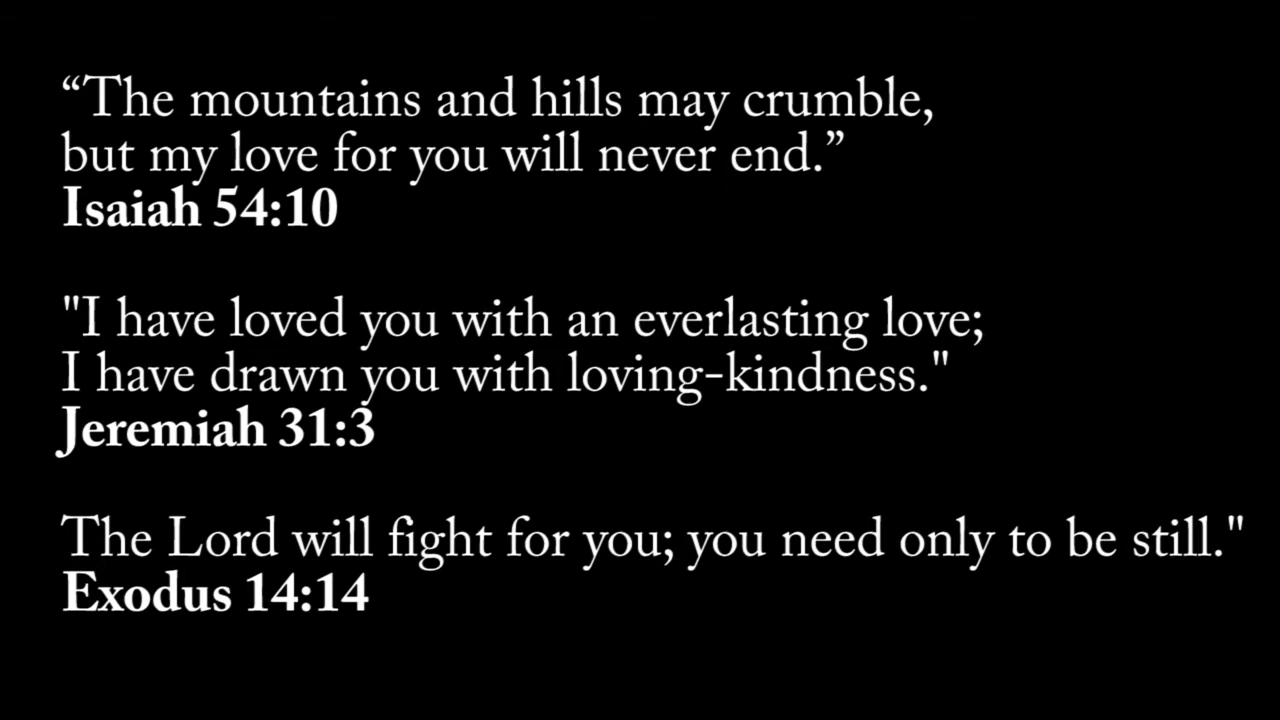 “The mountains and hills may crumble,
but my love for you will never end.”
Isaiah 54:10
"I have loved you with an everlasting love;
I have drawn you with loving-kindness."
Jeremiah 31:3
The Lord will fight for you; you need only to be still."
Exodus 14:14